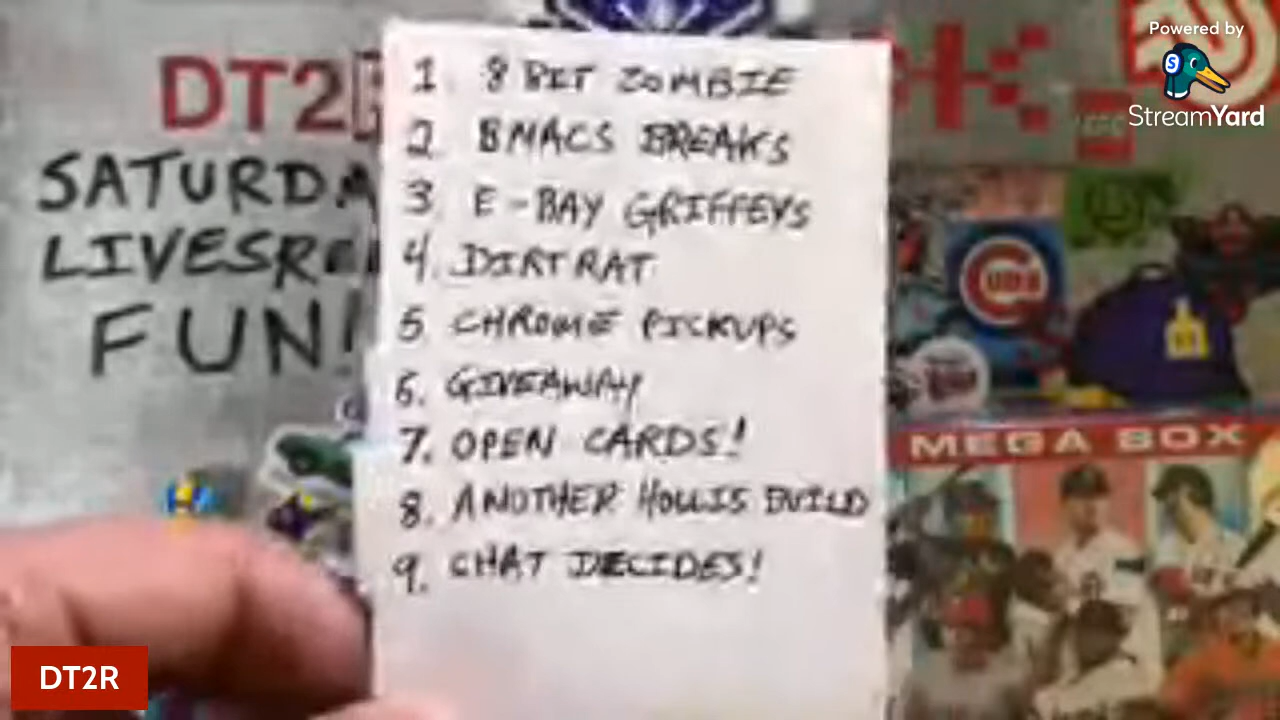 Powered by
StreamYard
DT2
SATURDA
LIVESRE
FUN!
1. 8 BIT ZOMBIE
2. BMACS BREAKS
3. E-BAY GRIFFEYS
4. DIRT RAT
5. CHROME PICKUPS
6. GIVEAWAY
7. OPEN CARDS!
8. ANOTHER HOLLIS BUILD
9. CHAT DECIDES!
CUBS
MEGA BOX
DT2R